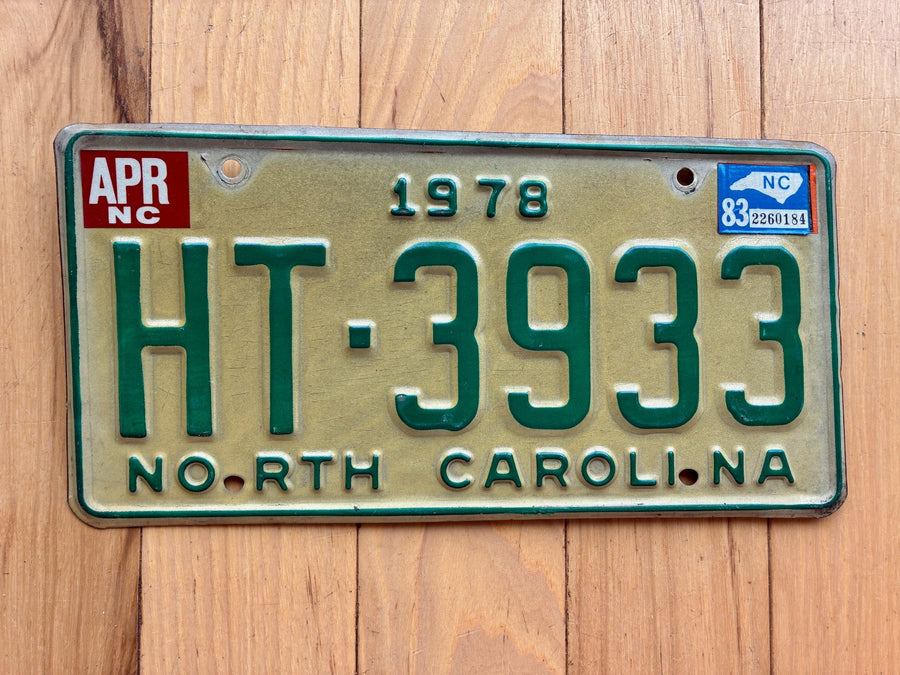 APR
NC
1978
NC
83 2260184
HT·3933
NORTH CAROLINA